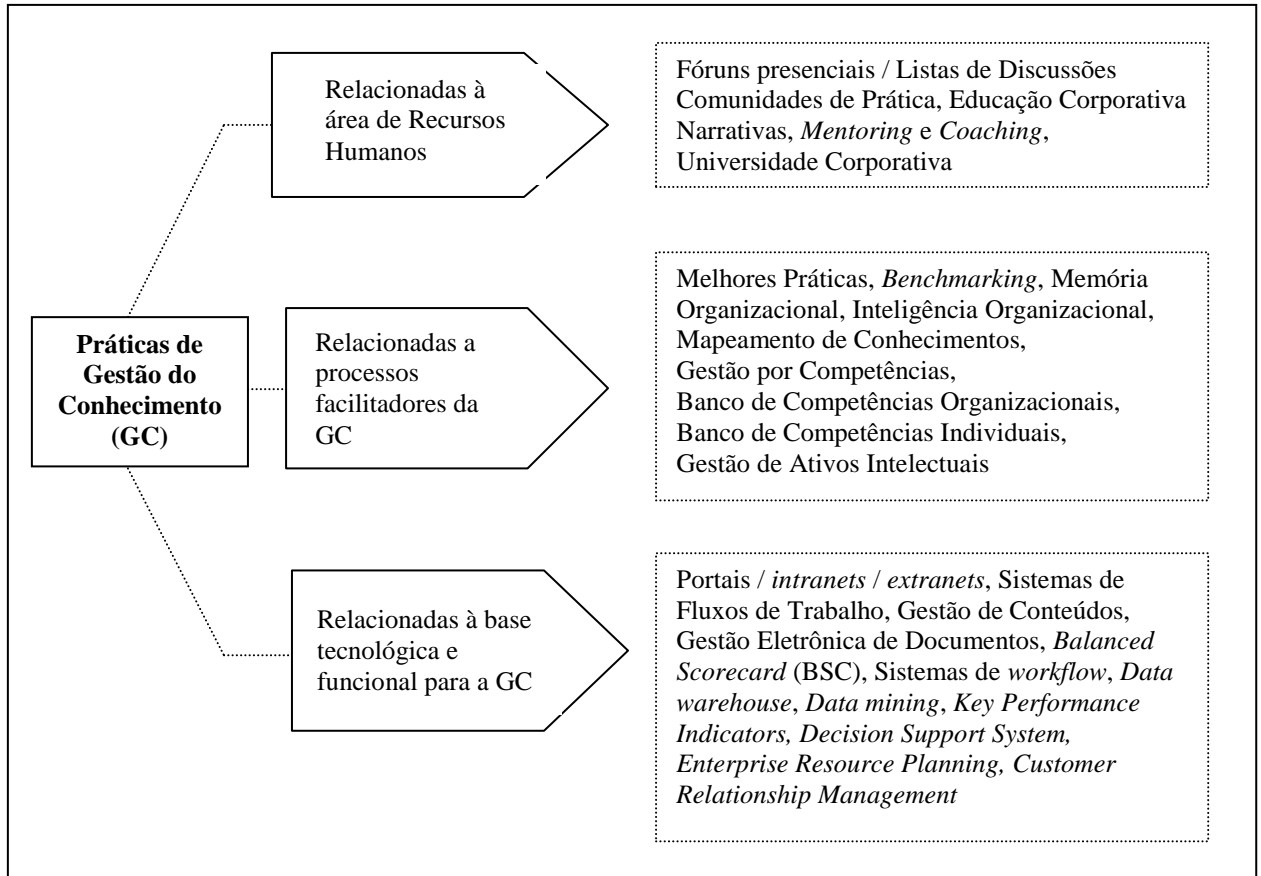 Práticas de
Gestão do
Conhecimento
(GC)
Relacionadas à
área de Recursos
Humanos
Fóruns presenciais / Listas de Discussões
Comunidades de Prática, Educação Corporativa
Narrativas, Mentoring e Coaching,
Universidade Corporativa
Relacionadas a
processos
facilitadores da
GC
Melhores Práticas, Benchmarking, Memória
Organizacional, Inteligência Organizacional,
Mapeamento de Conhecimentos,
Gestão por Competências,
Banco de Competências Organizacionais,
Banco de Competências Individuais,
Gestão de Ativos Intelectuais
Relacionadas à base
tecnológica e
funcional para a GC
Portais / intranets / extranets, Sistemas de
Fluxos de Trabalho, Gestão de Conteúdos,
Gestão Eletrônica de Documentos, Balanced
Scorecard (BSC), Sistemas de workflow, Data
warehouse, Data mining, Key Performance
Indicators, Decision Support System,
Enterprise Resource Planning, Customer
Relationship Management